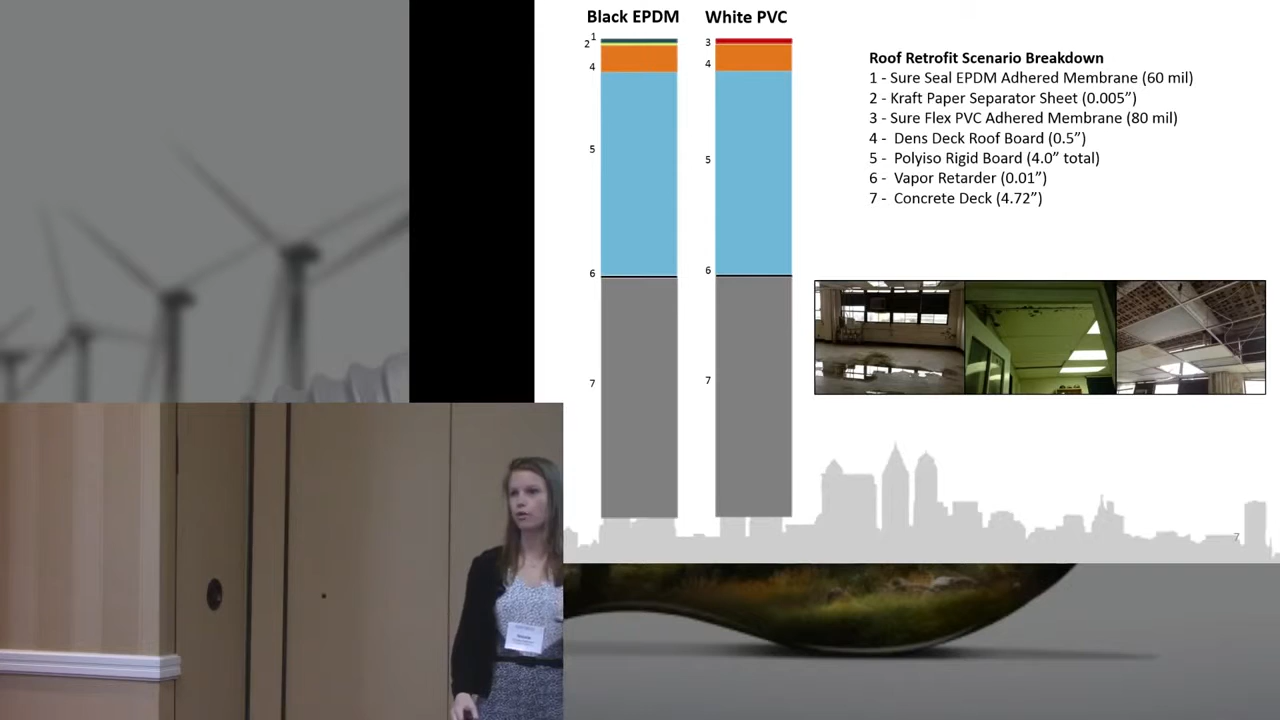 Black EPDM
White PVC
1
2
4
5
6
7
3
4
5
6
7
Roof Retrofit Scenario Breakdown
1 - Sure Seal EPDM Adhered Membrane (60 mil)
2 - Kraft Paper Separator Sheet (0.005”)
3 - Sure Flex PVC Adhered Membrane (80 mil)
4 - Dens Deck Roof Board (0.5”)
5 - Polyiso Rigid Board (4.0” total)
6 - Vapor Retarder (0.01”)
7 - Concrete Deck (4.72”)
7